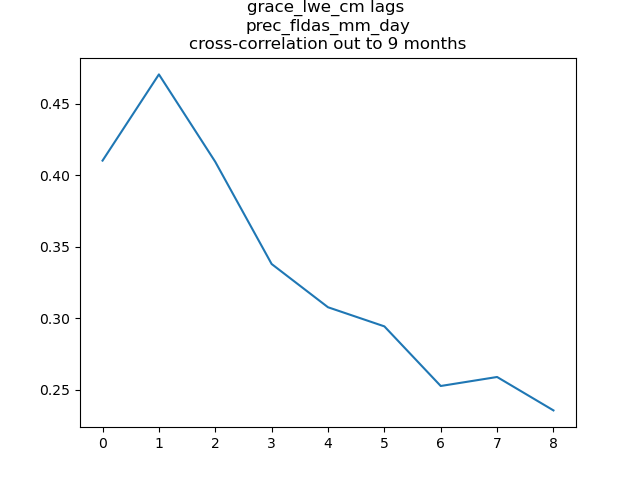 grace_lwe_cm lags
prec_fldas_mm_day
cross-correlation out to 9 months
0.45
0.40
0.35
0.30
0.25
0 1 2 3 4 5 6 7 8